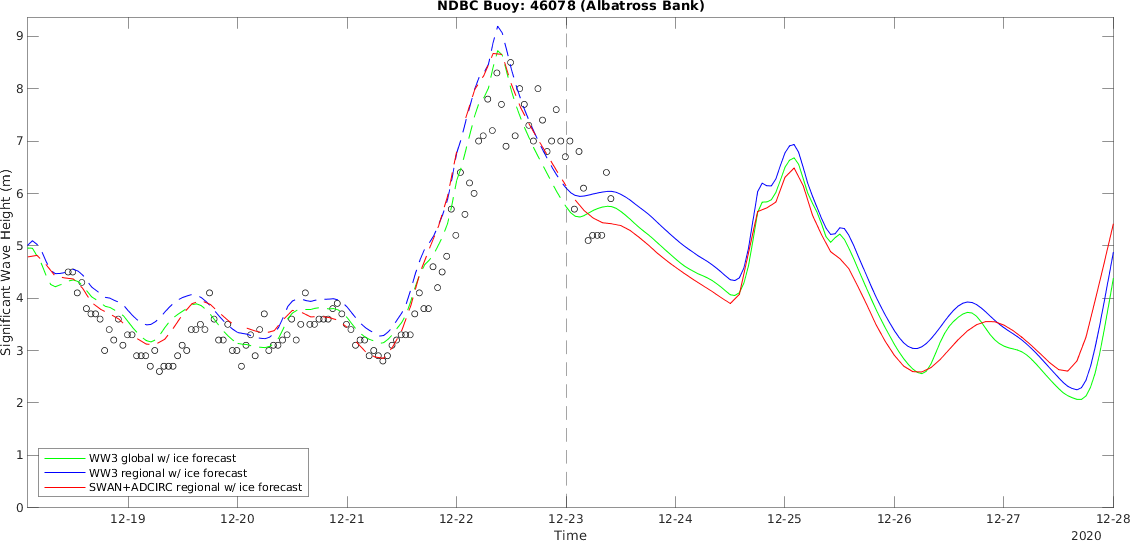 NDBC Buoy: 46078 (Albatross Bank)
Significant Wave Height (m)
9
8
7
6
5
4
3
2
1
0
WW3 global w/ ice forecast
WW3 regional w/ ice forecast
SWAN+ADCIRC regional w/ ice forecast
12-19 12-20 12-21 12-22 12-23 12-24 12-25 12-26 12-27 12-28
Time
2020